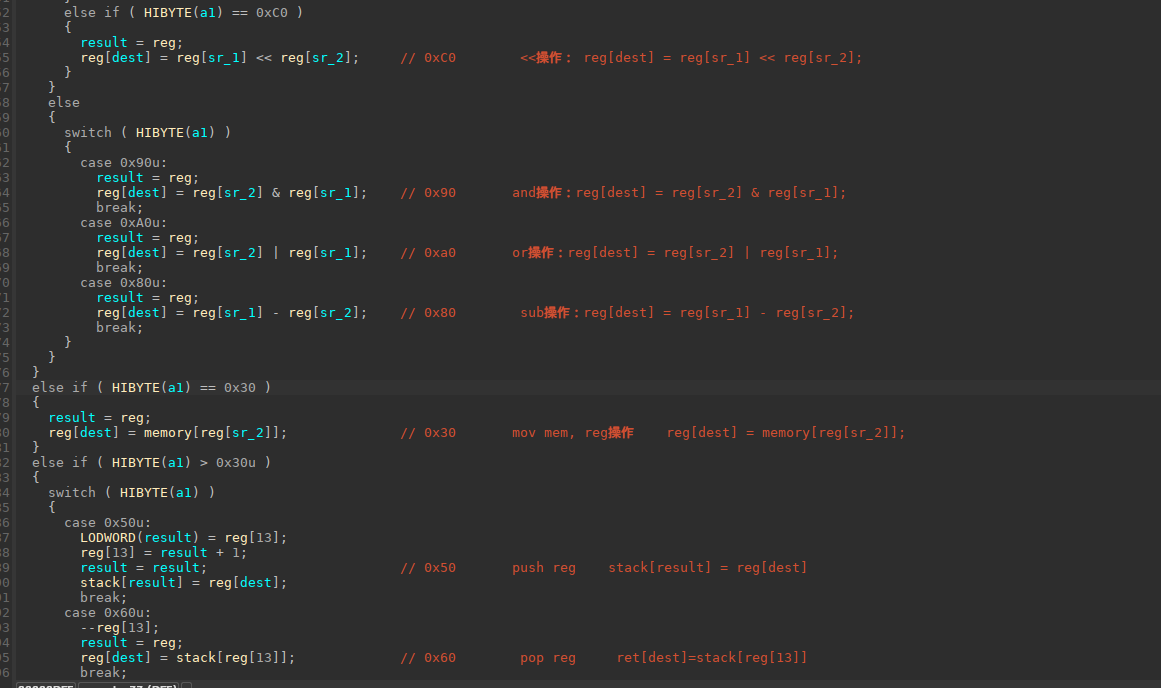 2 else if ( HIBYTE(a1) == 0xC0 )
3 {
4 result = reg;
5 reg[dest] = reg[sr_1] << reg[sr_2]; // 0xC0 <<操作： reg[dest] = reg[sr_1] << reg[sr_2];
6 }
7 }
8 else
9 {
0 switch ( HIBYTE(a1) )
1 {
2 case 0x90u:
3 result = reg;
4 reg[dest] = reg[sr_2] & reg[sr_1]; // 0x90 and操作：reg[dest] = reg[sr_2] & reg[sr_1];
5 break;
6 case 0xA0u:
7 result = reg;
8 reg[dest] = reg[sr_2] | reg[sr_1]; // 0xa0 or操作：reg[dest] = reg[sr_2] | reg[sr_1];
9 break;
0 case 0x80u:
1 result = reg;
2 reg[dest] = reg[sr_1] - reg[sr_2]; // 0x80 sub操作：reg[dest] = reg[sr_1] - reg[sr_2];
3 break;
4 }
5 }
6 }
7 else if ( HIBYTE(a1) == 0x30 )
8 {
9 result = reg;
0 reg[dest] = memory[reg[sr_2]]; // 0x30 mov mem, reg操作 reg[dest] = memory[reg[sr_2]];
1 }
2 else if ( HIBYTE(a1) > 0x30u )
3 {
4 switch ( HIBYTE(a1) )
5 {
6 case 0x50u:
7 LODWORD(result) = reg[13];
8 reg[13] = result + 1;
9 result = result; // 0x50 push reg stack[result] = reg[dest]
0 stack[result] = reg[dest];
1 break;
2 case 0x60u:
3 --reg[13];
4 result = reg;
5 reg[dest] = stack[reg[13]]; // 0x60 pop reg ret[dest]=stack[reg[13]]
6 break;